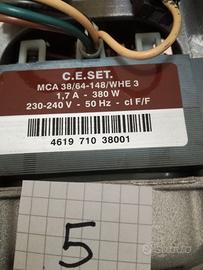 C.E.SET.
MCA 38/64-148/WHE 3
1,7 A - 380 W
230-240 V - 50 Hz - cl F/F
4619 710 38001
5
subito